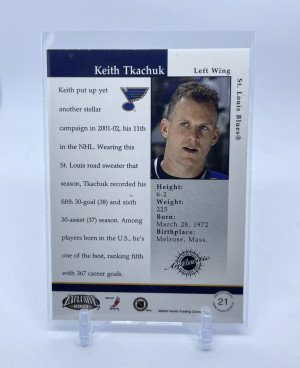 Keith Tkachuk
Left Wing
St. Louis Blues®
Keith put up yet
another stellar
campaign in 2001-02, his 11th
in the NHL. Wearing this
St. Louis road sweater that
season, Tkachuk recorded his
fifth 30-goal (38) and sixth
30-assist (37) season. Among
players born in the U.S., he's
one of the best, ranking fifth
with 367 career goals.
Height:
6-2
Weight:
225
Born:
March 28, 1972
Birthplace:
Melrose, Mass.
Authentic
21
EXCLUSIVE